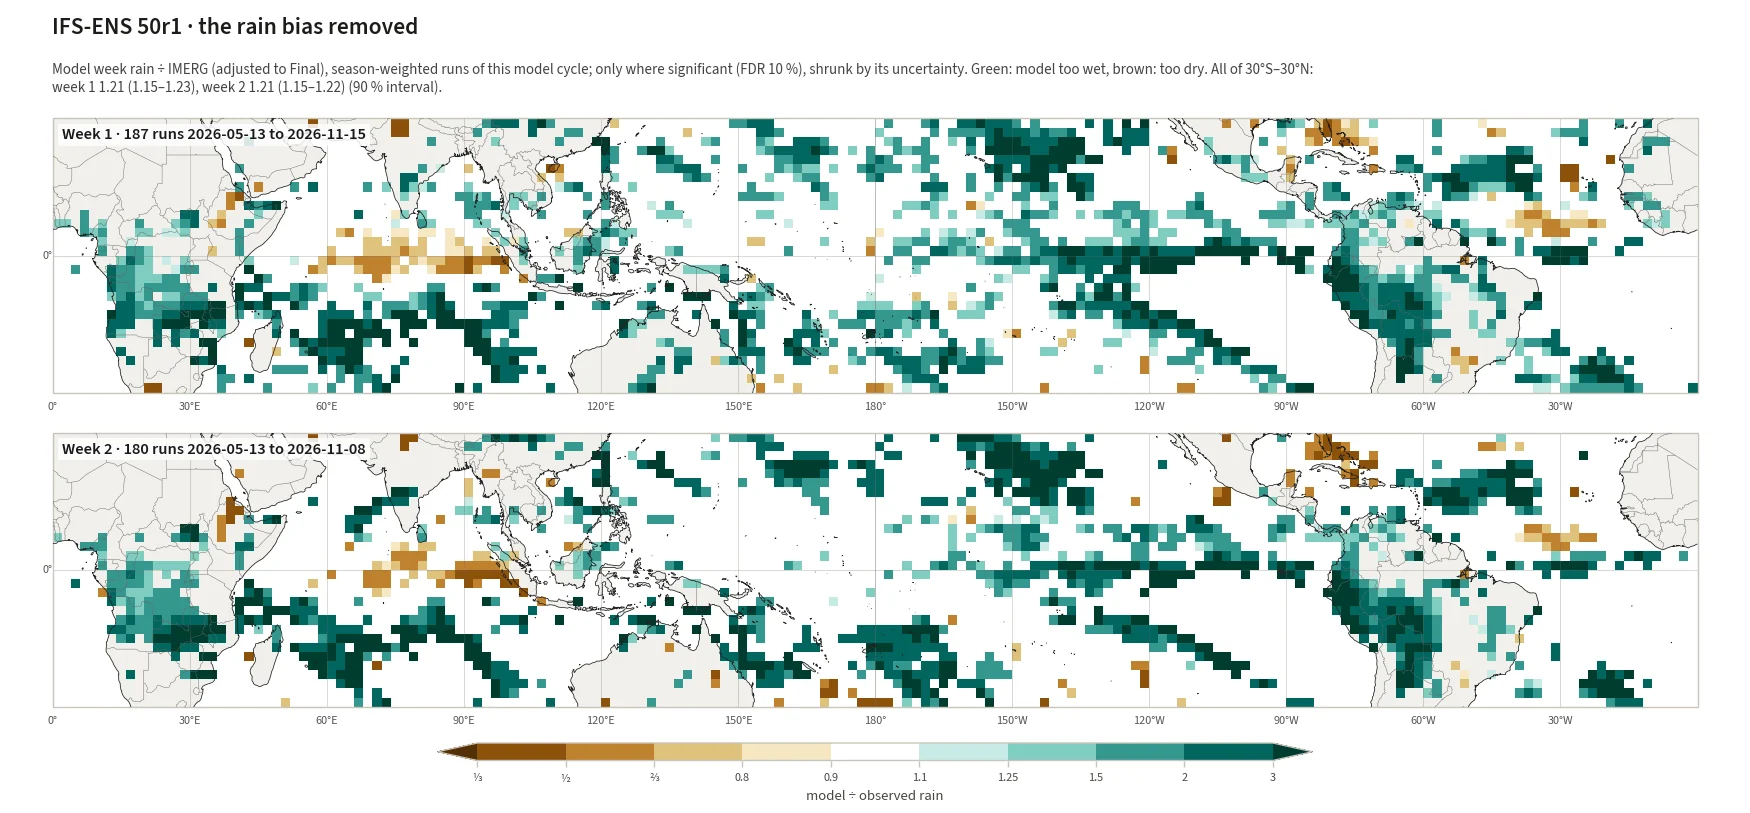 IFS-ENS 50r1 · the rain bias removed
Model week rain ÷ IMERG (adjusted to Final), season-weighted runs of this model cycle; only where significant (FDR 10 %), shrunk by its uncertainty. Green: model too wet, brown: too dry. All of 30°S–30°N:
week 1 1.21 (1.15–1.23), week 2 1.21 (1.15–1.22) (90 % interval).
Week 1 · 187 runs 2026-05-13 to 2026-11-15
0°
0° 30°E 60°E 90°E 120°E 150°E 180° 150°W 120°W 90°W 60°W 30°W
Week 2 · 180 runs 2026-05-13 to 2026-11-08
0°
0° 30°E 60°E 90°E 120°E 150°E 180° 150°W 120°W 90°W 60°W 30°W
⅓ ½ ⅔ 0.8 0.9 1.1 1.25 1.5 2 3
model ÷ observed rain